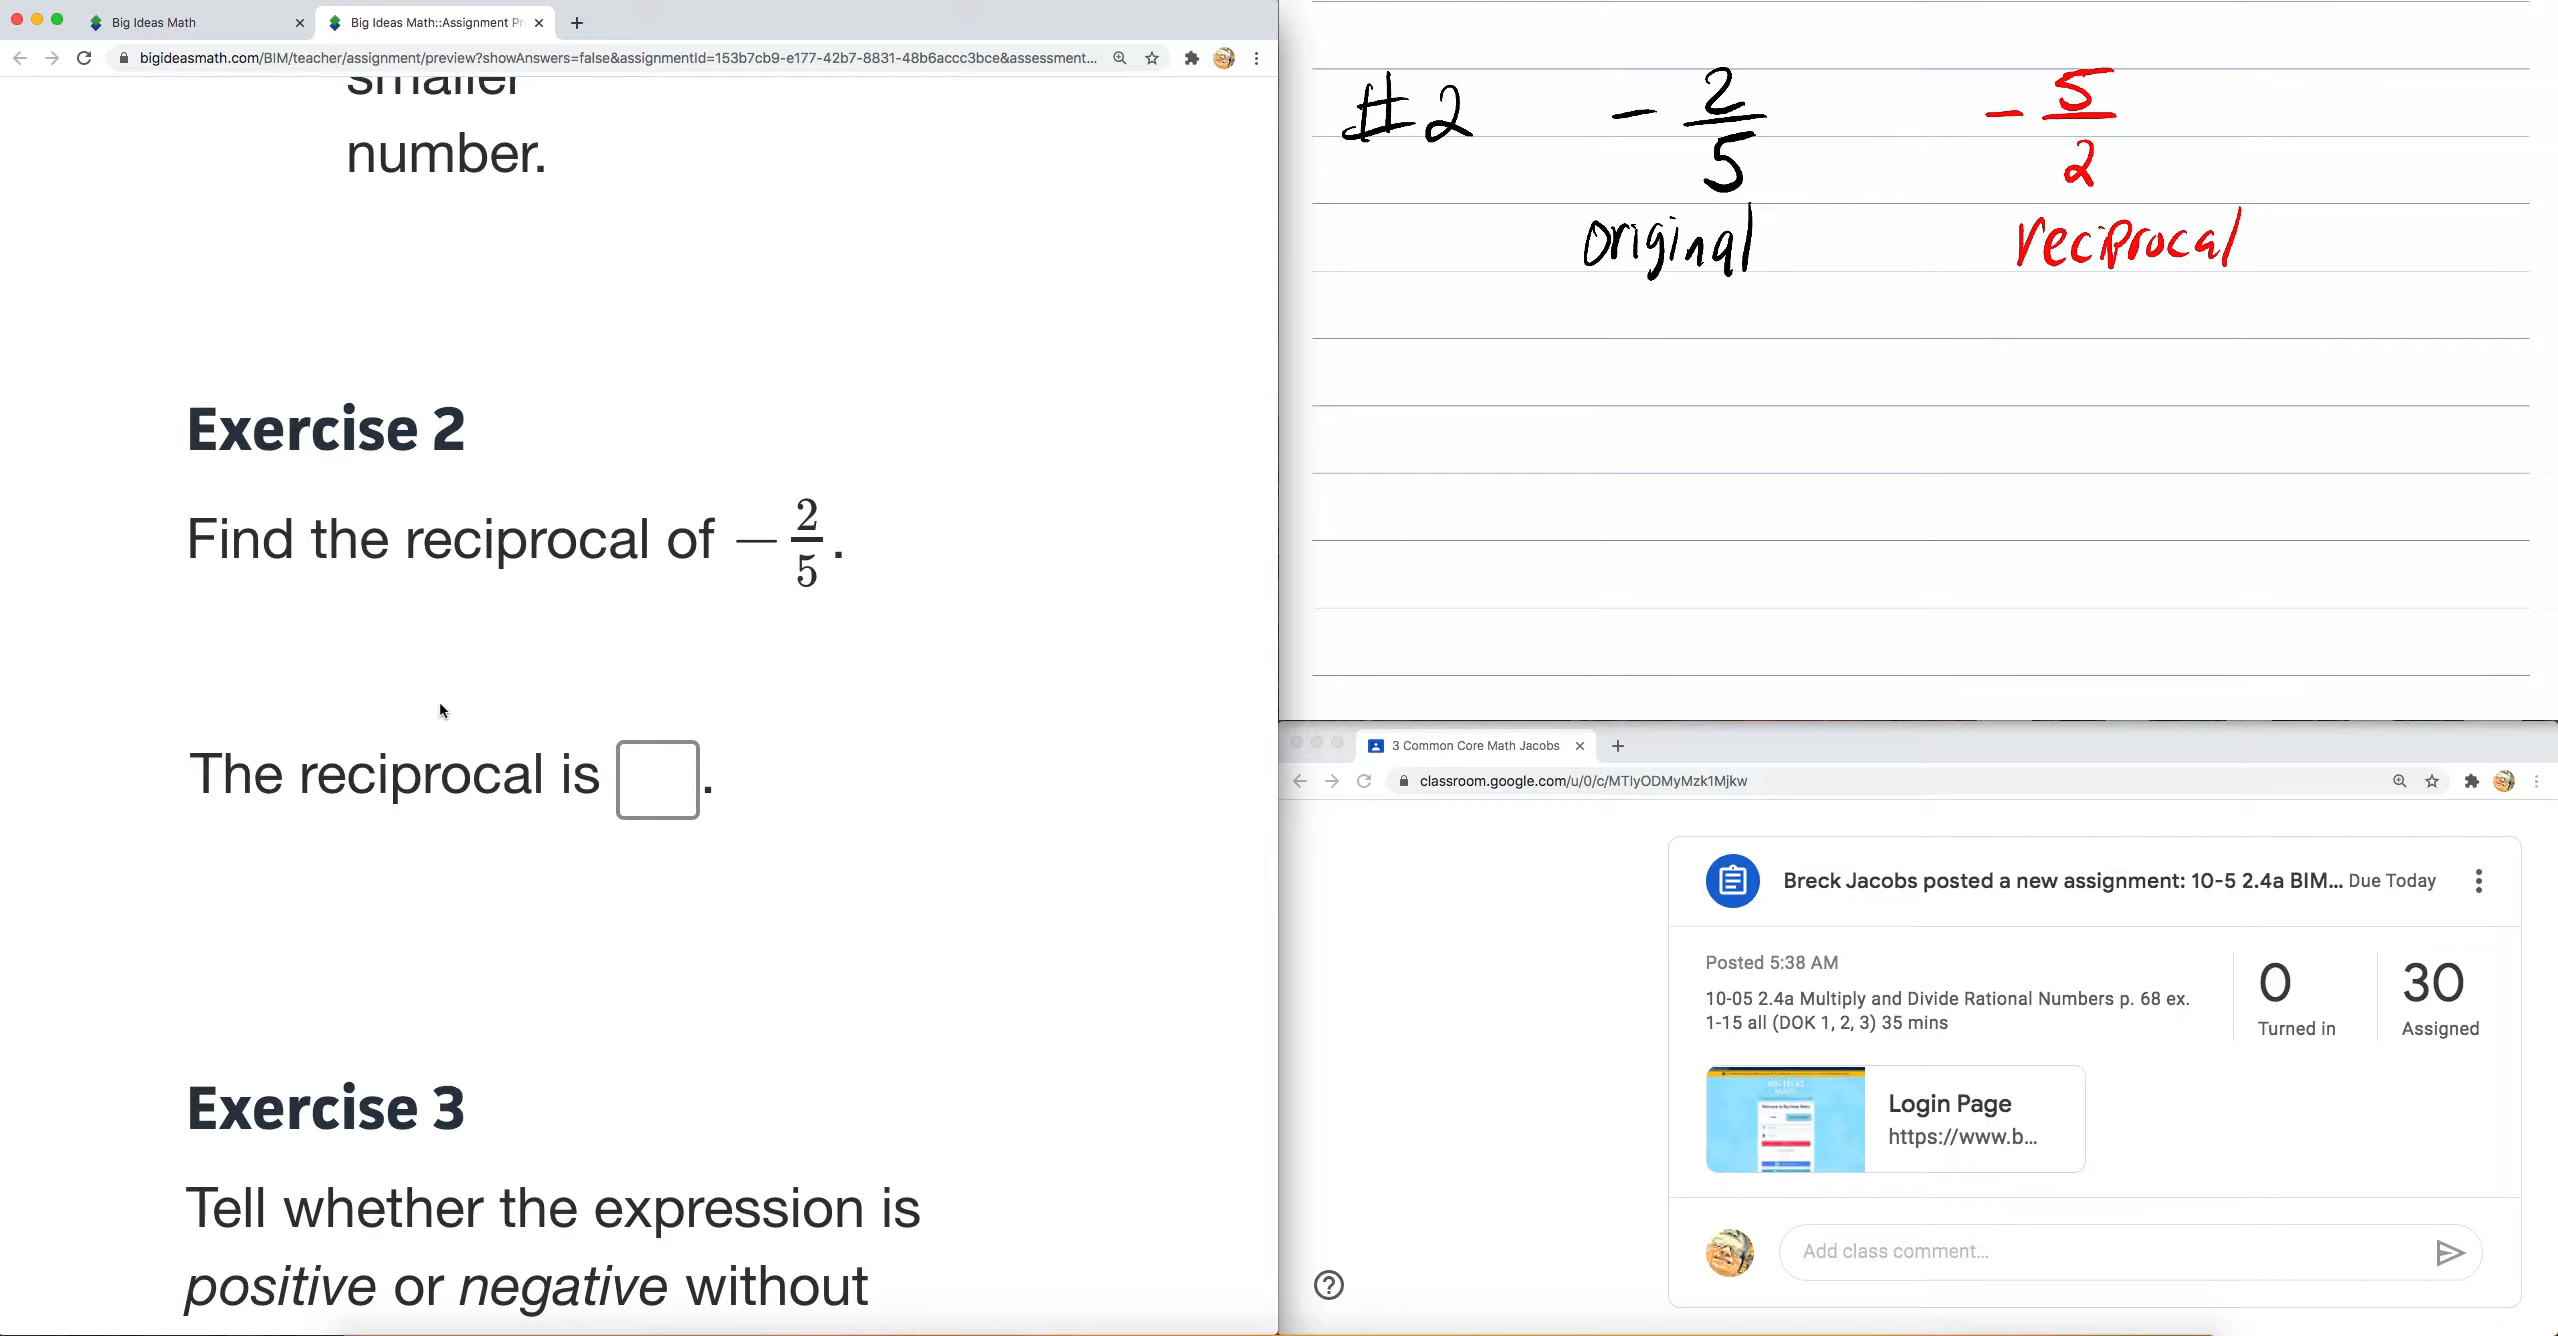 Big Ideas Math
Big Ideas Math::Assignment Pr
bigideasmath.com/BIM/teacher/assignment/preview?showAnswers=false&assignmentId=153b7cb9-e177-42b7-8831-48b6accc3bce&assessment...
smaller
number.
Exercise 2
Find the reciprocal of − 2/5.
The reciprocal is .
Exercise 3
Tell whether the expression is
positive or negative without
#2 − 2/5 − 5/2
original reciprocal
3 Common Core Math Jacobs
classroom.google.com/u/0/c/MTIyODMyMzk1Mjkw
Breck Jacobs posted a new assignment: 10-5 2.4a BIM... Due Today
Posted 5:38 AM
10-05 2.4a Multiply and Divide Rational Numbers p. 68 ex.
1-15 all (DOK 1, 2, 3) 35 mins
0
Turned in
30
Assigned
Login Page
https://www.b...
Add class comment...